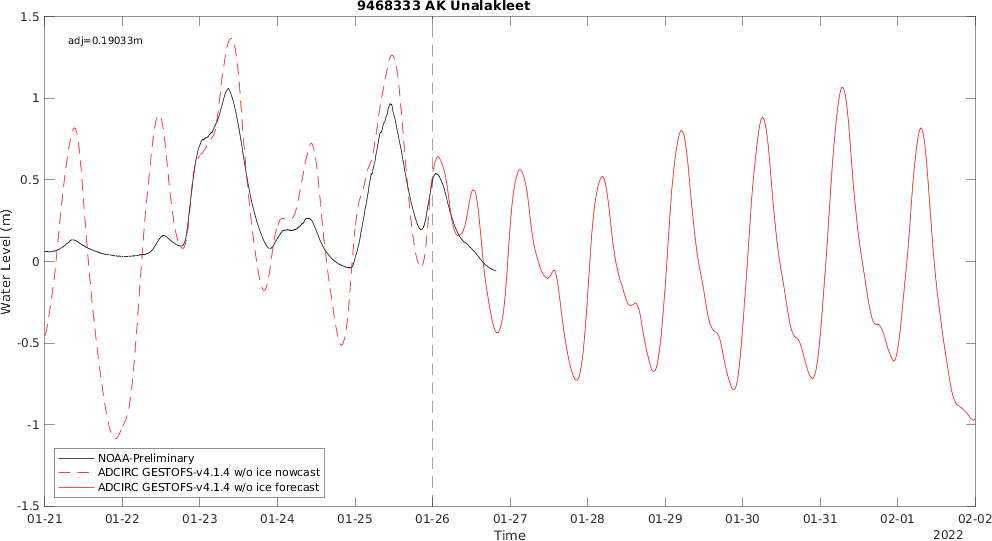 9468333 AK Unalakleet
adj=0.19033m
Water Level (m)
1.5
1
0.5
0
-0.5
-1
-1.5
NOAA-Preliminary
ADCIRC GESTOFS-v4.1.4 w/o ice nowcast
ADCIRC GESTOFS-v4.1.4 w/o ice forecast
01-21 01-22 01-23 01-24 01-25 01-26 01-27 01-28 01-29 01-30 01-31 02-01 02-02
Time
2022